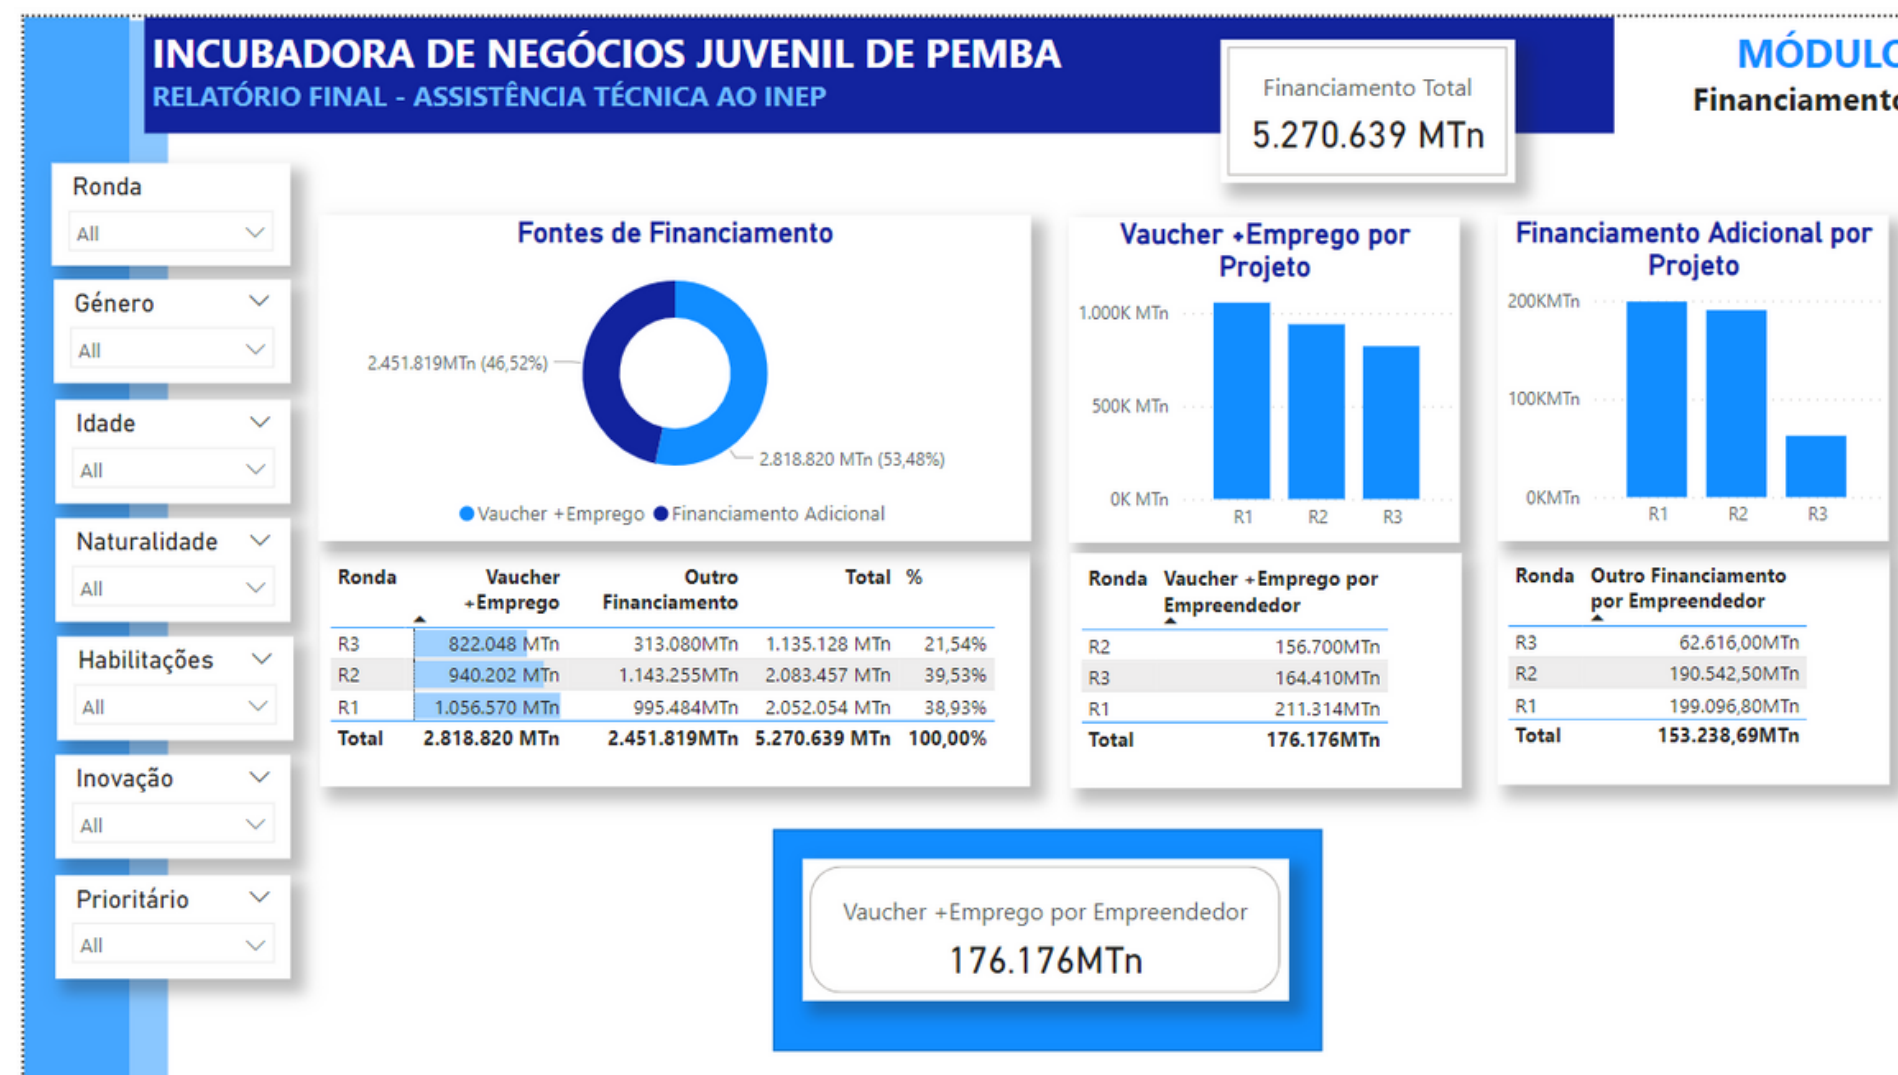 INCUBADORA DE NEGÓCIOS JUVENIL DE PEMBA
RELATÓRIO FINAL - ASSISTÊNCIA TÉCNICA AO INEP
Financiamento Total
5.270.639 MTn
MÓDULO
Financiamento
Ronda
All
Género
All
Idade
All
Naturalidade
All
Habilitações
All
Inovação
All
Prioritário
All
Fontes de Financiamento
2.451.819MTn (46,52%)
2.818.820 MTn (53,48%)
Vaucher +Emprego Financiamento Adicional
Ronda Vaucher Outro Total %
+Emprego Financiamento
R3 822.048 MTn 313.080MTn 1.135.128 MTn 21,54%
R2 940.202 MTn 1.143.255MTn 2.083.457 MTn 39,53%
R1 1.056.570 MTn 995.484MTn 2.052.054 MTn 38,93%
Total 2.818.820 MTn 2.451.819MTn 5.270.639 MTn 100,00%
Vaucher +Emprego por
Projeto
1.000K MTn
500K MTn
0K MTn
R1 R2 R3
Ronda Vaucher +Emprego por
Empreendedor
R2 156.700MTn
R3 164.410MTn
R1 211.314MTn
Total 176.176MTn
Financiamento Adicional por
Projeto
200KMTn
100KMTn
0KMTn
R1 R2 R3
Ronda Outro Financiamento
por Empreendedor
R3 62.616,00MTn
R2 190.542,50MTn
R1 199.096,80MTn
Total 153.238,69MTn
Vaucher +Emprego por Empreendedor
176.176MTn